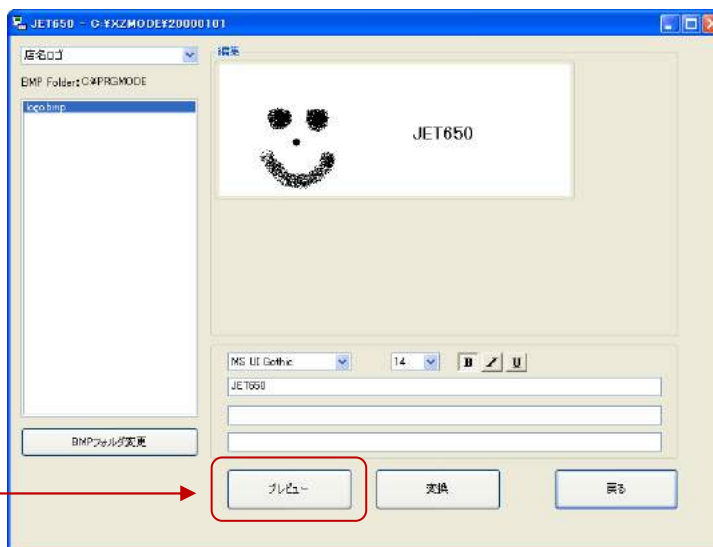 JET650 - C:¥XZMODE¥20000101
店名ロゴ
編集
BMP Folder:C¥PRGMODE
logo.bmp
JET650
MS UI Gothic
14
B
I
U
JET650
BMPフォルダ変更
プレビュー
変換
戻る